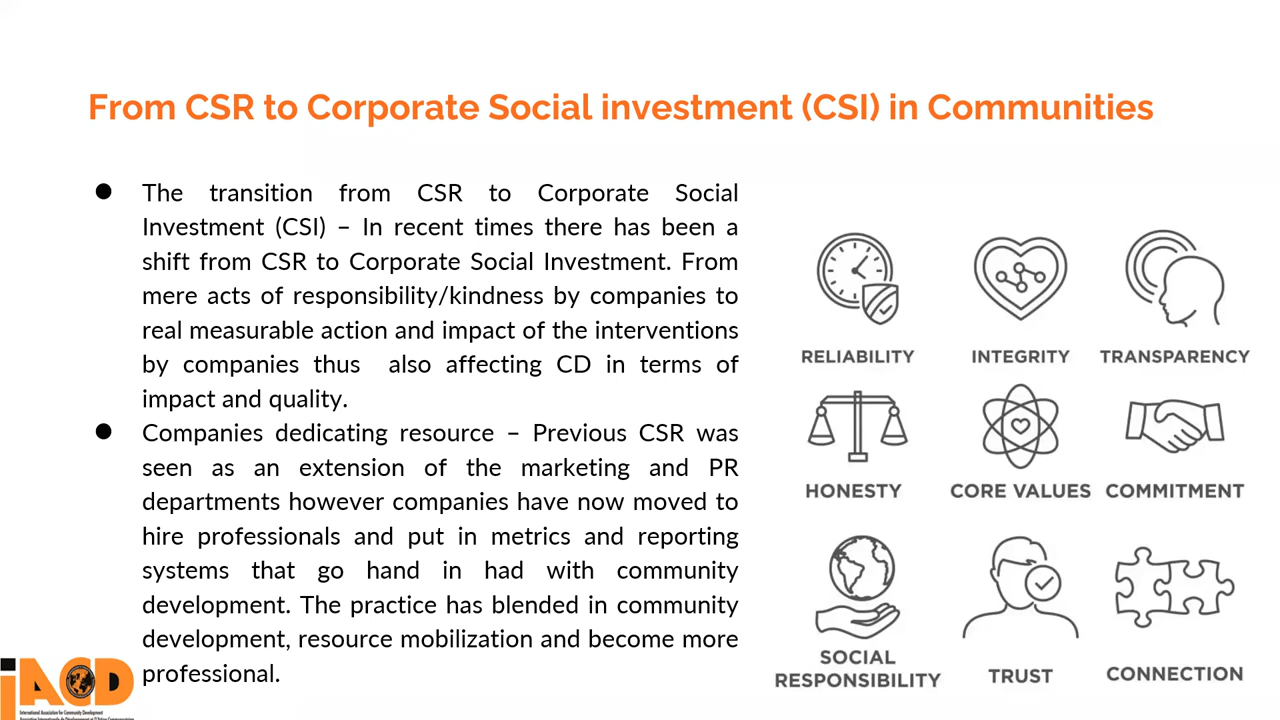 From CSR to Corporate Social investment (CSI) in Communities
● The transition from CSR to Corporate Social
Investment (CSI) – In recent times there has been a
shift from CSR to Corporate Social Investment. From
mere acts of responsibility/kindness by companies to
real measurable action and impact of the interventions
by companies thus also affecting CD in terms of
impact and quality.
● Companies dedicating resource – Previous CSR was
seen as an extension of the marketing and PR
departments however companies have now moved to
hire professionals and put in metrics and reporting
systems that go hand in had with community
development. The practice has blended in community
development, resource mobilization and become more
professional.
RELIABILITY
INTEGRITY
TRANSPARENCY
HONESTY
CORE VALUES
COMMITMENT
SOCIAL
RESPONSIBILITY
TRUST
CONNECTION
iACD
International Association for Community Development